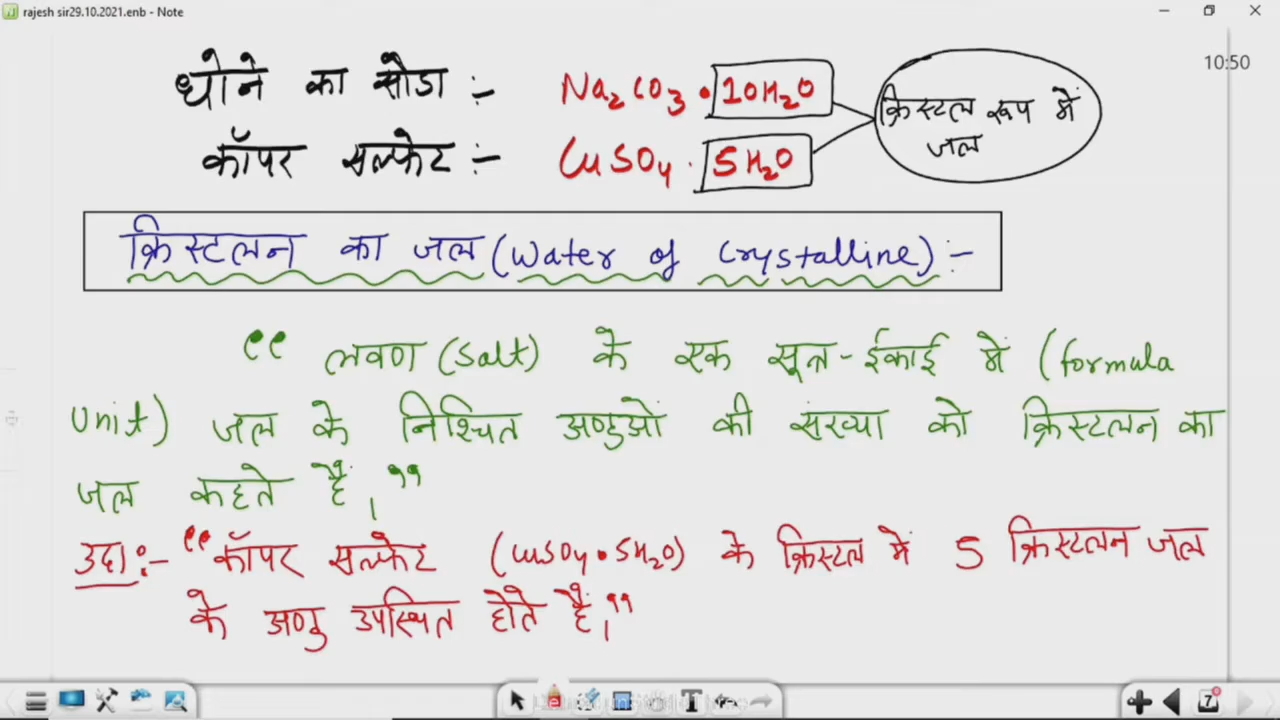 rajesh sir29.10.2021.enb - Note
10:50
धोने का सोडा :- Na₂CO₃ • 10H₂O
क्रिस्टल रूप में
जल
कॉपर सल्फेट :- CuSO₄ . 5H₂O
क्रिस्टलन का जल (Water of Crystalline) :-
“ लवण (Salt) के एक सूत्र-ईकाई में (formula
Unit) जल के निश्चित अणुओं की संख्या को क्रिस्टलन का
जल कहते हैं। ”
उदा :- “ कॉपर सल्फेट (CuSO₄•5H₂O) के क्रिस्टल में 5 क्रिस्टलन जल
के अणु उपस्थित होते हैं। ”
7